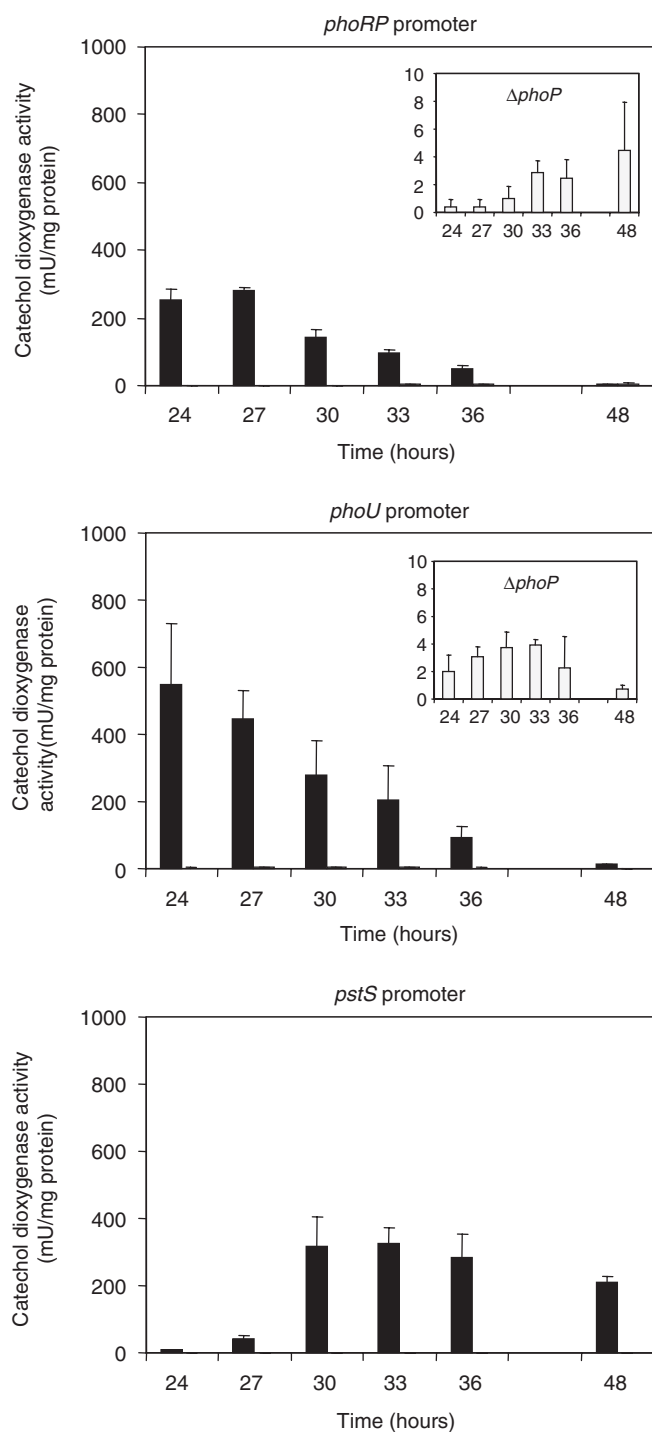 phoRP promoter
Catechol dioxygenase activity
(mU/mg protein)
1000
800
600
400
200
0
ΔphoP
10
8
6
4
2
0
24 27 30 33 36 48
24 27 30 33 36 48
Time (hours)
phoU promoter
Catechol dioxygenase
activity(mU/mg protein)
1000
800
600
400
200
0
ΔphoP
10
8
6
4
2
0
24 27 30 33 36 48
24 27 30 33 36 48
Time (hours)
pstS promoter
Catechol dioxygenase activity
(mU/mg protein)
1000
800
600
400
200
0
24 27 30 33 36 48
Time (hours)